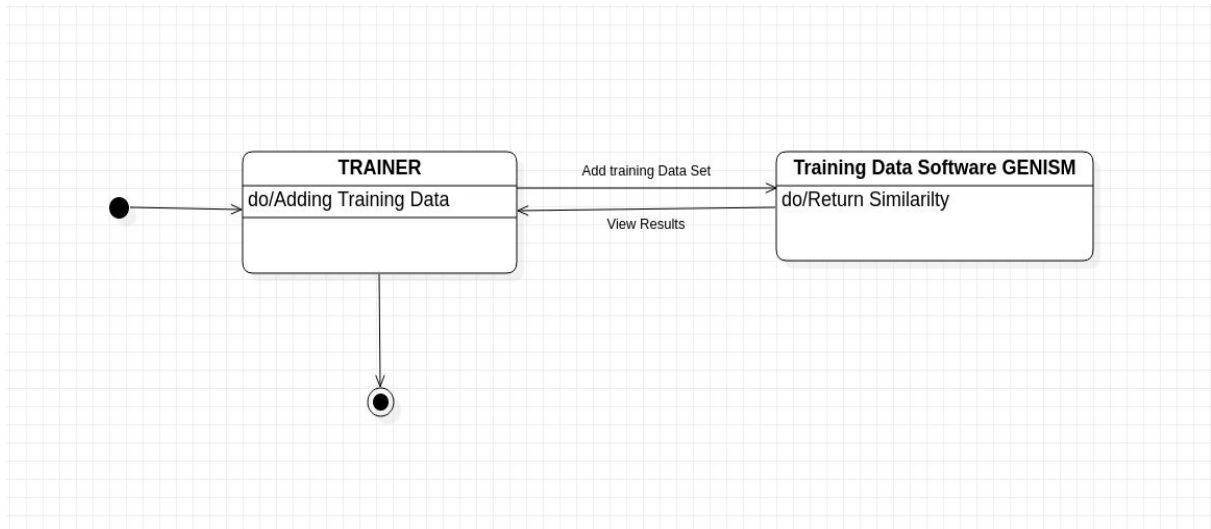 TRAINER
do/Adding Training Data
Add training Data Set
View Results
Training Data Software GENISM
do/Return Similarilty